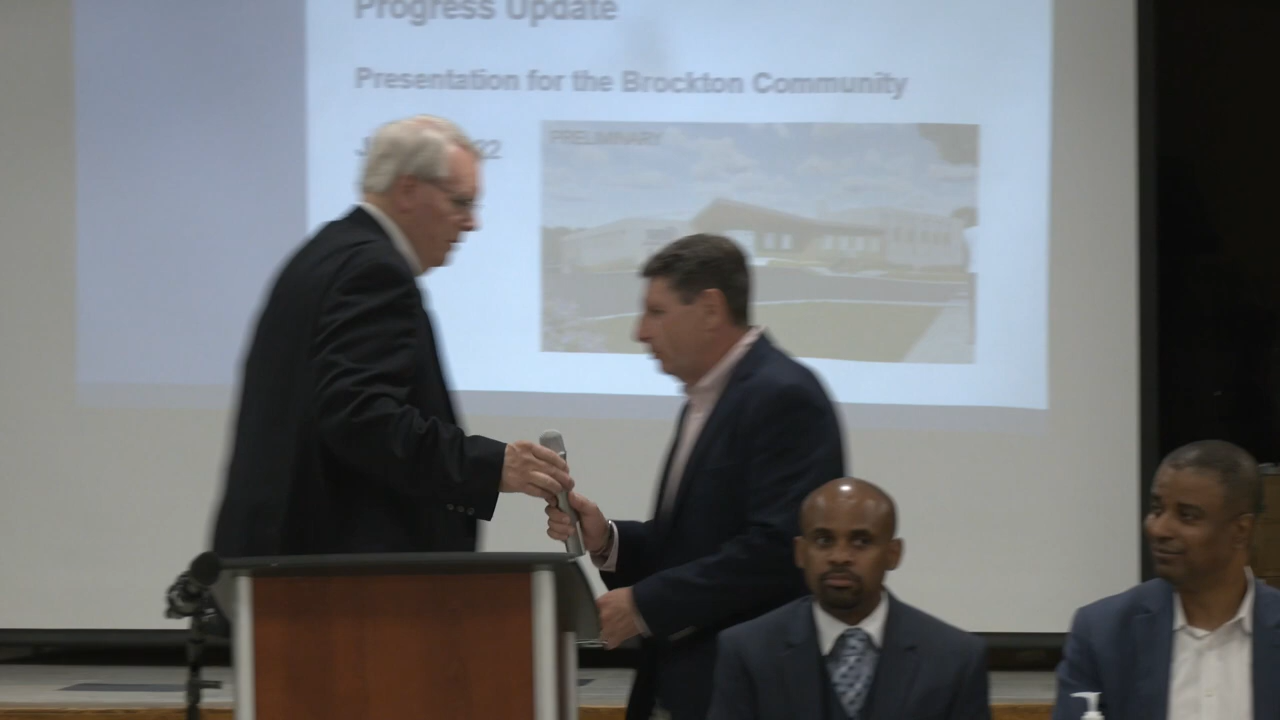 Progress Update
Presentation for the Brockton Community
PRELIMINARY